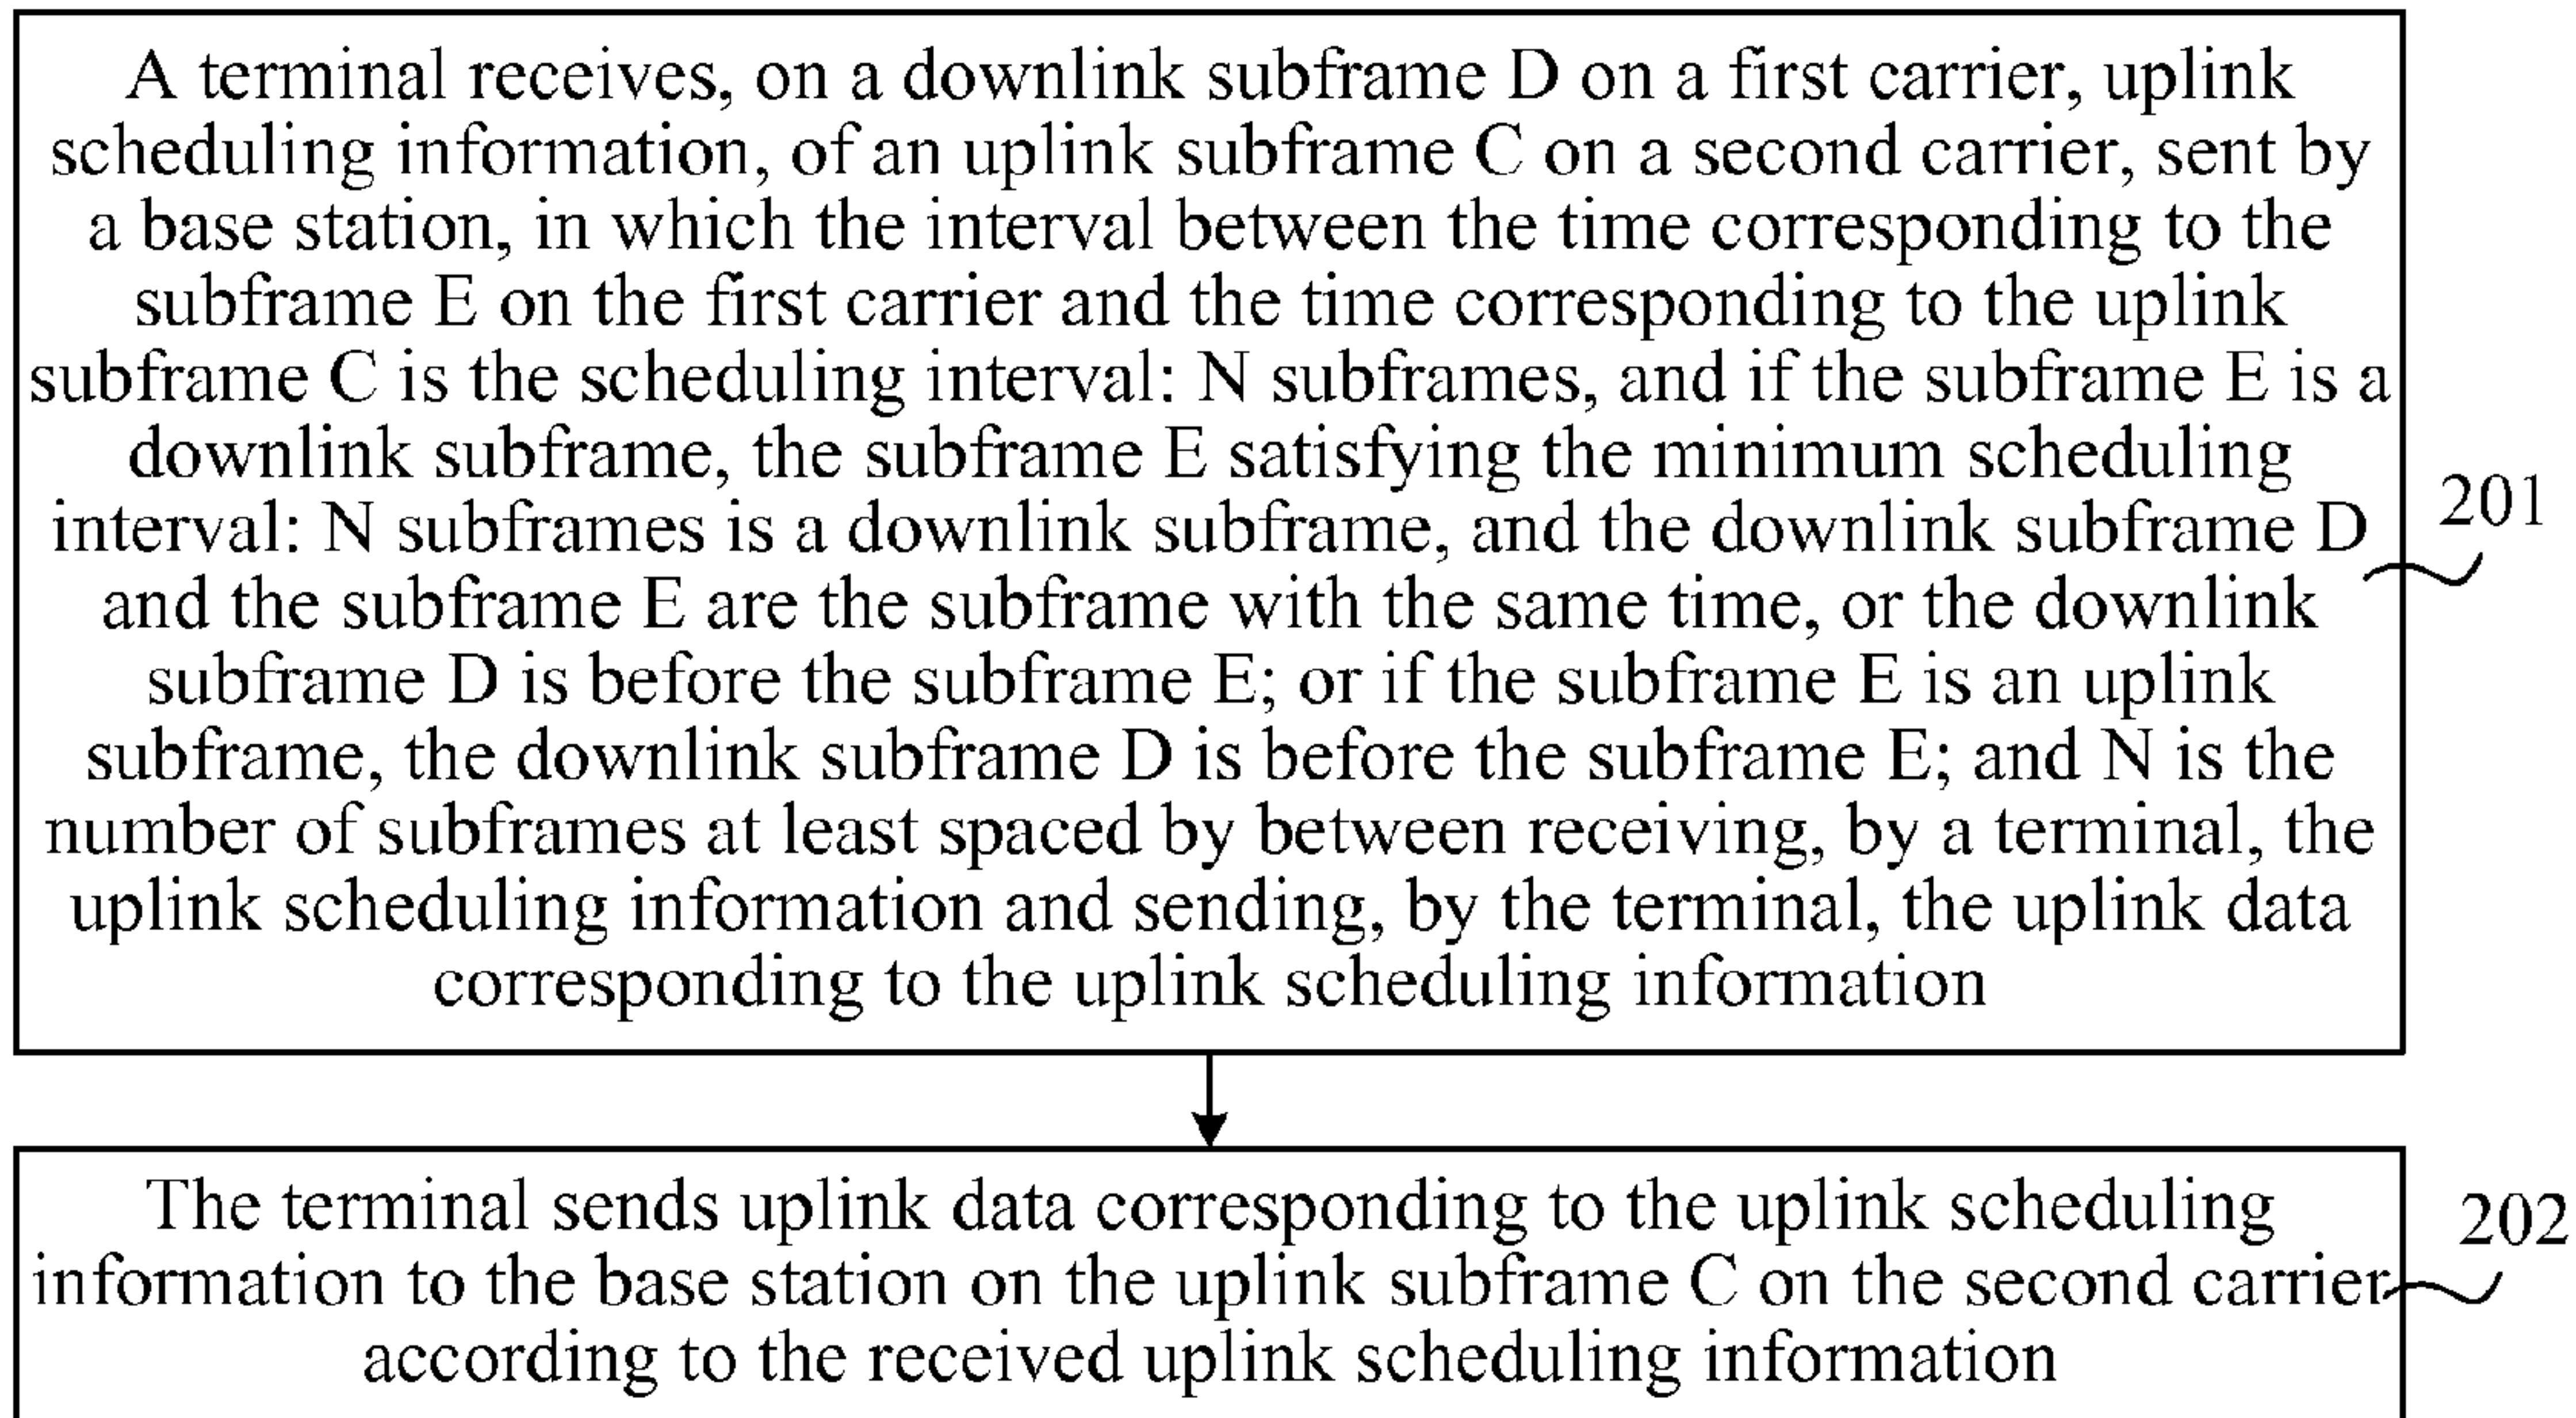 A terminal receives, on a downlink subframe D on a first carrier, uplink
scheduling information, of an uplink subframe C on a second carrier, sent by
a base station, in which the interval between the time corresponding to the
subframe E on the first carrier and the time corresponding to the uplink
subframe C is the scheduling interval: N subframes, and if the subframe E is a
downlink subframe, the subframe E satisfying the minimum scheduling
interval: N subframes is a downlink subframe, and the downlink subframe D
and the subframe E are the subframe with the same time, or the downlink
subframe D is before the subframe E; or if the subframe E is an uplink
subframe, the downlink subframe D is before the subframe E; and N is the
number of subframes at least spaced by between receiving, by a terminal, the
uplink scheduling information and sending, by the terminal, the uplink data
corresponding to the uplink scheduling information
201
The terminal sends uplink data corresponding to the uplink scheduling
information to the base station on the uplink subframe C on the second carrier
according to the received uplink scheduling information
202